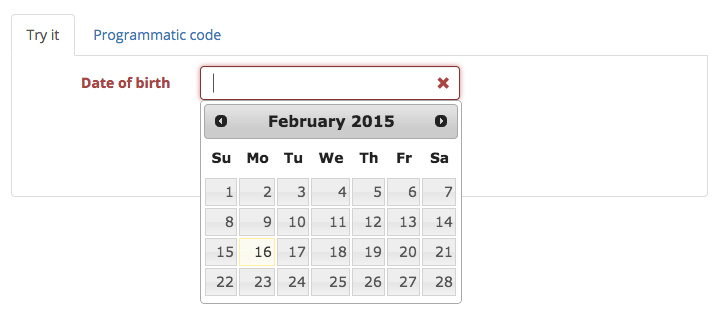 Try it Programmatic code
Date of birth
February 2015
Su Mo Tu We Th Fr Sa
1 2 3 4 5 6 7
8 9 10 11 12 13 14
15 16 17 18 19 20 21
22 23 24 25 26 27 28